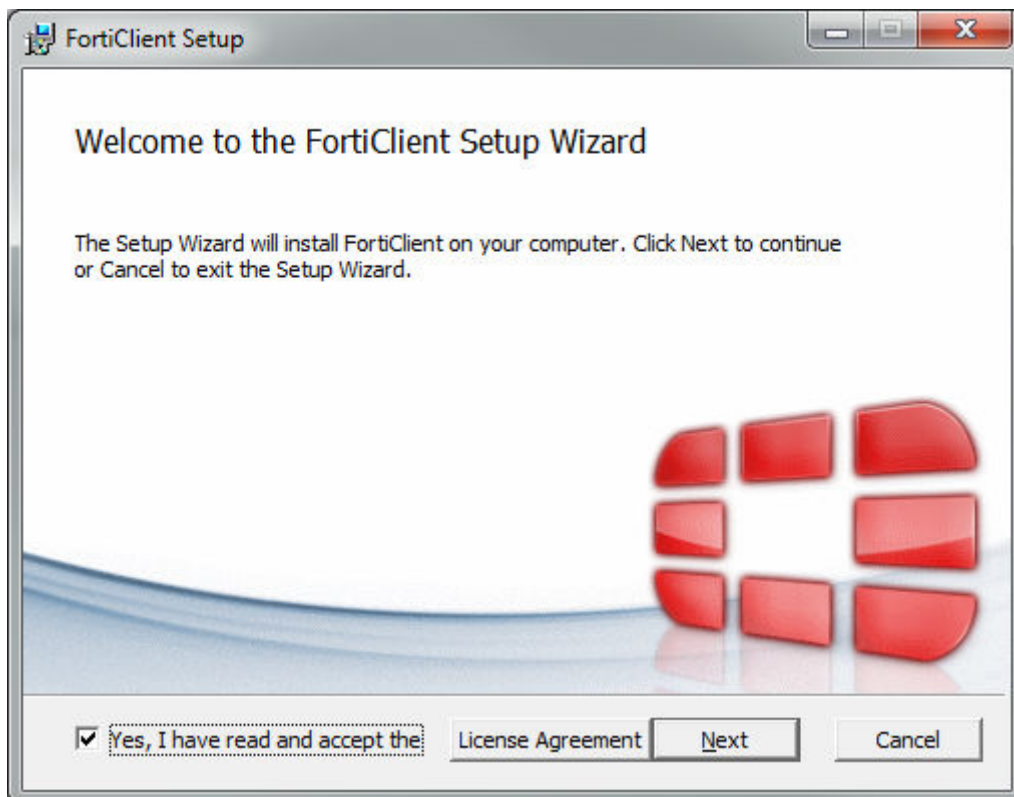 FortiClient Setup
Welcome to the FortiClient Setup Wizard
The Setup Wizard will install FortiClient on your computer. Click Next to continue
or Cancel to exit the Setup Wizard.
Yes, I have read and accept the License Agreement Next Cancel